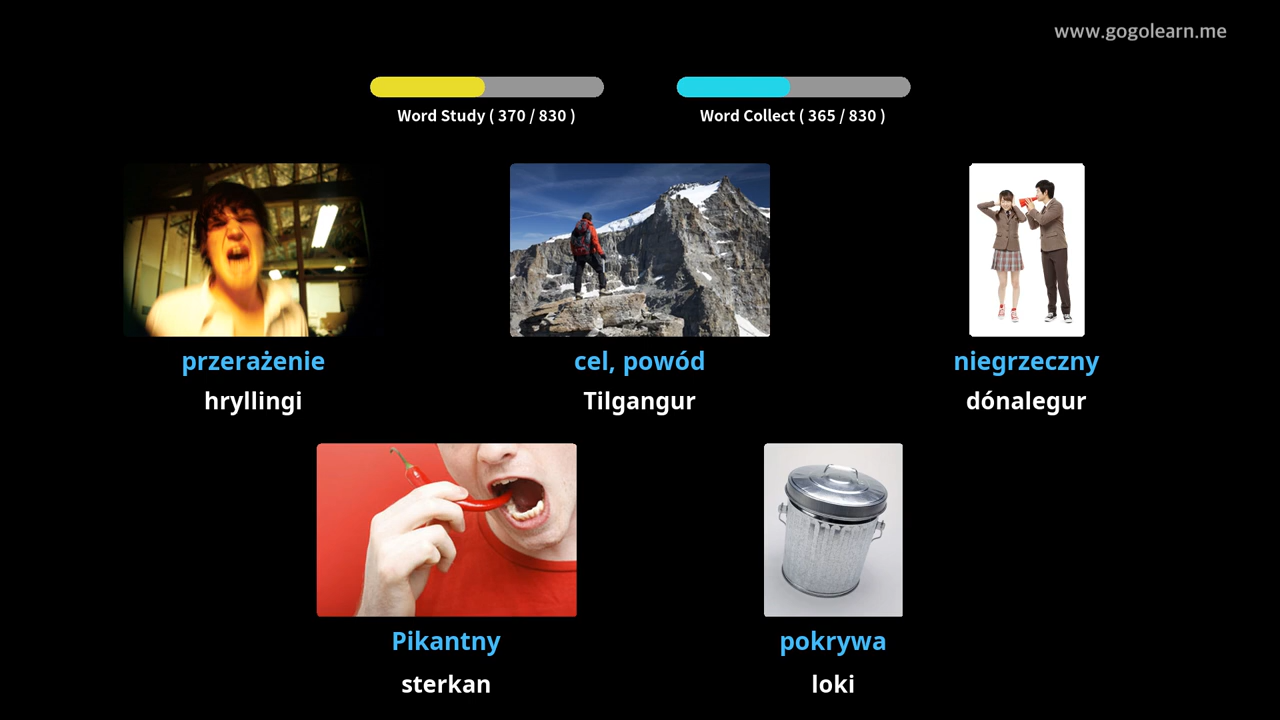 www.gogolearn.me
Word Study ( 370 / 830 )
Word Collect ( 365 / 830 )
przerażenie
hryllingi
cel, powód
Tilgangur
niegrzeczny
dónalegur
Pikantny
sterkan
pokrywa
loki